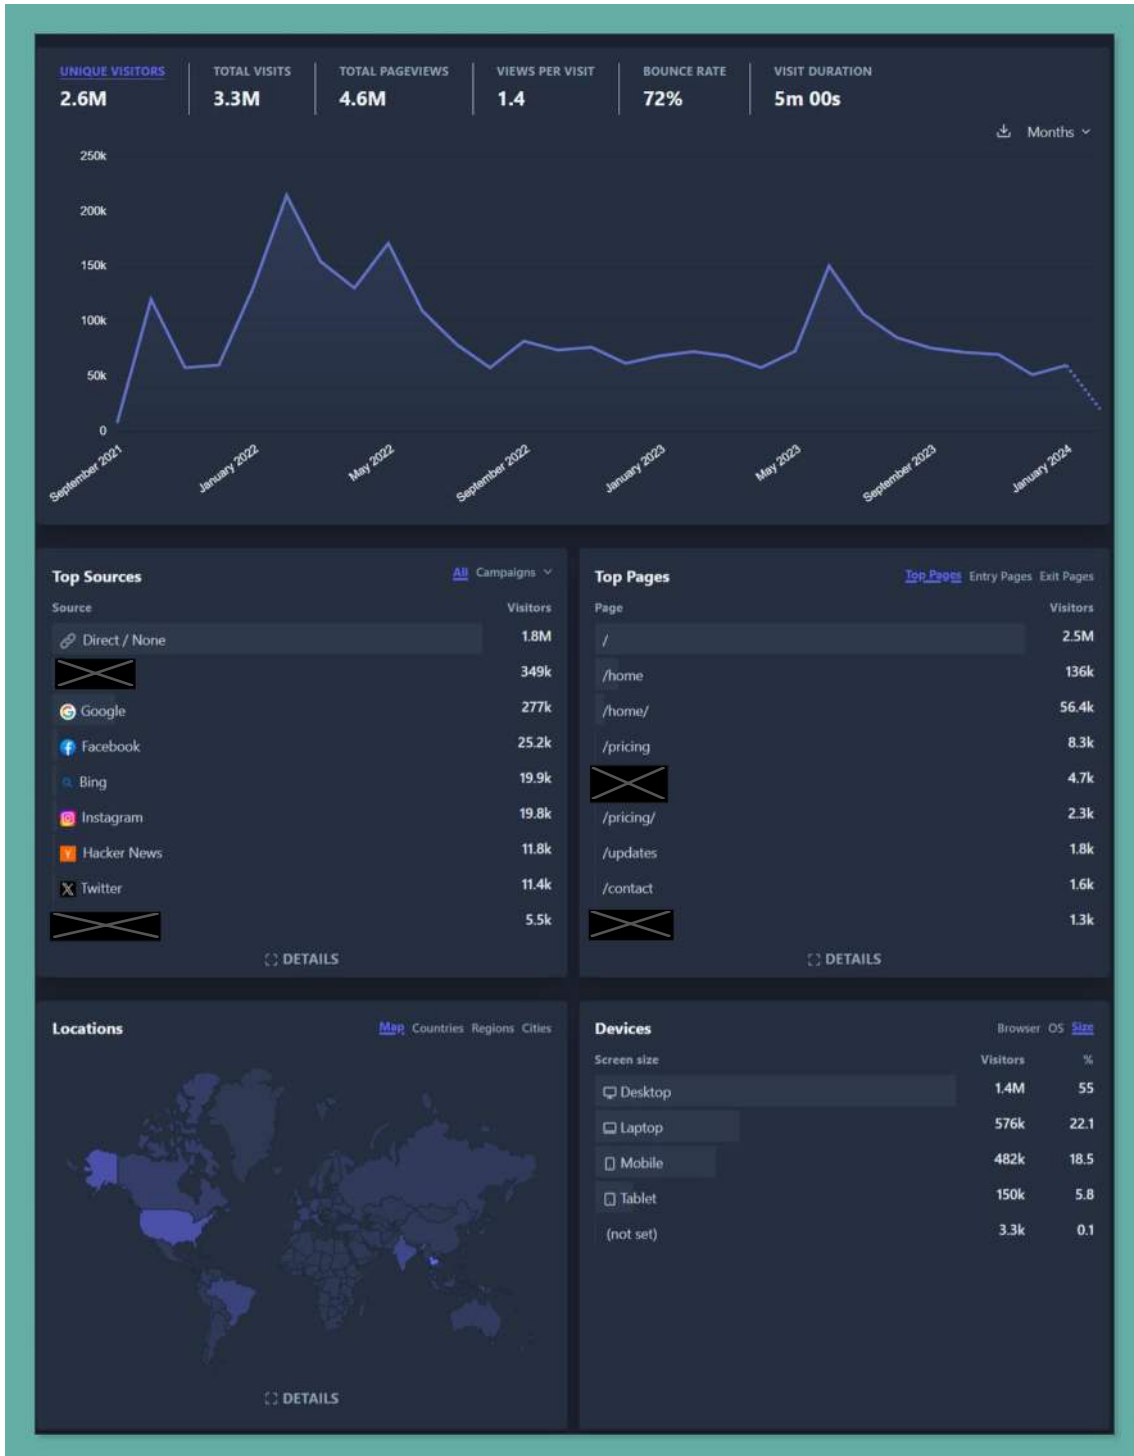 UNIQUE VISITORS TOTAL VISITS TOTAL PAGEVIEWS VIEWS PER VISIT BOUNCE RATE VISIT DURATION
2.6M 3.3M 4.6M 1.4 72% 5m 00s
Months
250k
200k
150k
100k
50k
0
September 2021 January 2022 May 2022 September 2022 January 2023 May 2023 September 2023 January 2024
Top Sources All Campaigns
Source Visitors
Direct / None 1.8M
349k
Google 277k
Facebook 25.2k
Bing 19.9k
Instagram 19.8k
Hacker News 11.8k
Twitter 11.4k
5.5k
DETAILS
Top Pages Top Pages Entry Pages Exit Pages
Page Visitors
/ 2.5M
/home 136k
/home/ 56.4k
/pricing 8.3k
4.7k
/pricing/ 2.3k
/updates 1.8k
/contact 1.6k
1.3k
DETAILS
Locations Map Countries Regions Cities
DETAILS
Devices Browser OS Size
Screen size Visitors %
Desktop 1.4M 55
Laptop 576k 22.1
Mobile 482k 18.5
Tablet 150k 5.8
(not set) 3.3k 0.1